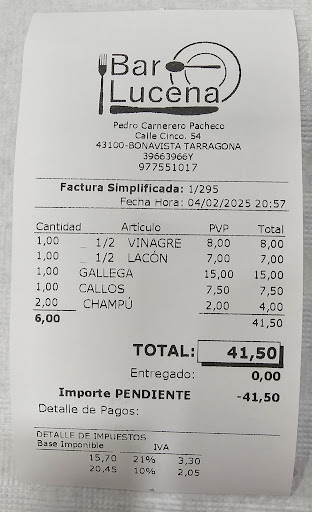 Bar
Lucena
Pedro Carnerero Pacheco
Calle Cinco, 54
43100-BONAVISTA TARRAGONA
39663966Y
977551017
Factura Simplificada: 1/295
Fecha Hora: 04/02/2025 20:57
Cantidad Artículo PVP Total
1,00 _ 1/2 VINAGRE 8,00 8,00
1,00 _ 1/2 LACÓN 7,00 7,00
1,00 GALLEGA 15,00 15,00
1,00 CALLOS 7,50 7,50
2,00 CHAMPÚ 2,00 4,00
6,00 41,50
TOTAL: 41,50
Entregado: 0,00
Importe PENDIENTE -41,50
Detalle de Pagos:
DETALLE DE IMPUESTOS
Base Imponible IVA
15,70 21% 3,30
20,45 10% 2,05